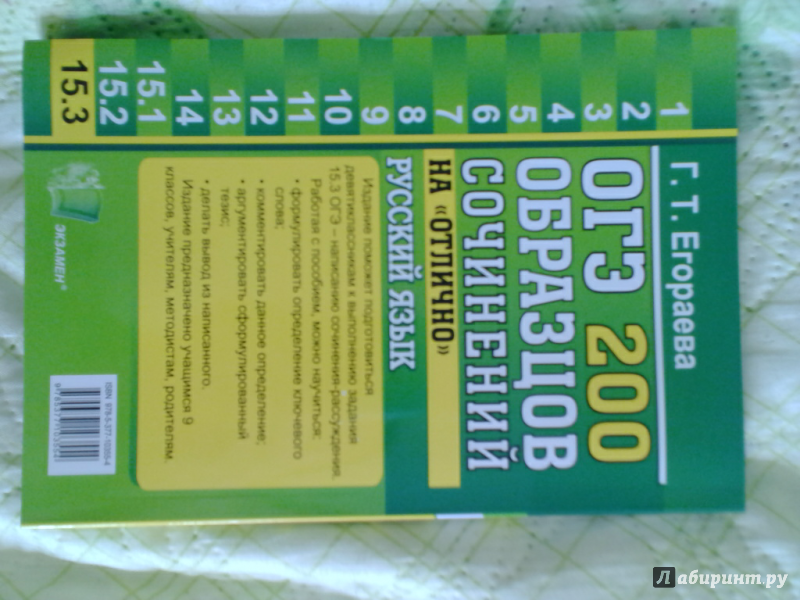 Г. Т. Егораева
ОГЭ 200
ОБРАЗЦОВ
СОЧИНЕНИЙ
НА «ОТЛИЧНО»
РУССКИЙ ЯЗЫК
1
2
3
4
5
6
7
8
9
10
11
12
13
14
15.1
15.2
15.3
Издание поможет подготовиться
девятиклассникам к выполнению задания
15.3 ОГЭ – написанию сочинения-рассуждения.
Работая с пособием, можно научиться:
• формулировать определение ключевого
слова;
• комментировать данное определение;
• аргументировать сформулированный
тезис;
• делать вывод из написанного.
Издание предназначено учащимся 9
классов, учителям, методистам, родителям.
ЭКЗАМЕН®
Лабиринт.ру